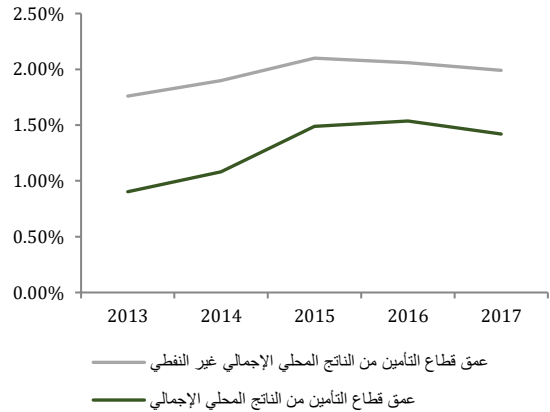 2.50%
2.00%
1.50%
1.00%
0.50%
0.00%
2013 2014 2015 2016 2017
عمق قطاع التأمين من الناتج المحلي الإجمالي غير النفطي
عمق قطاع التأمين من الناتج المحلي الإجمالي